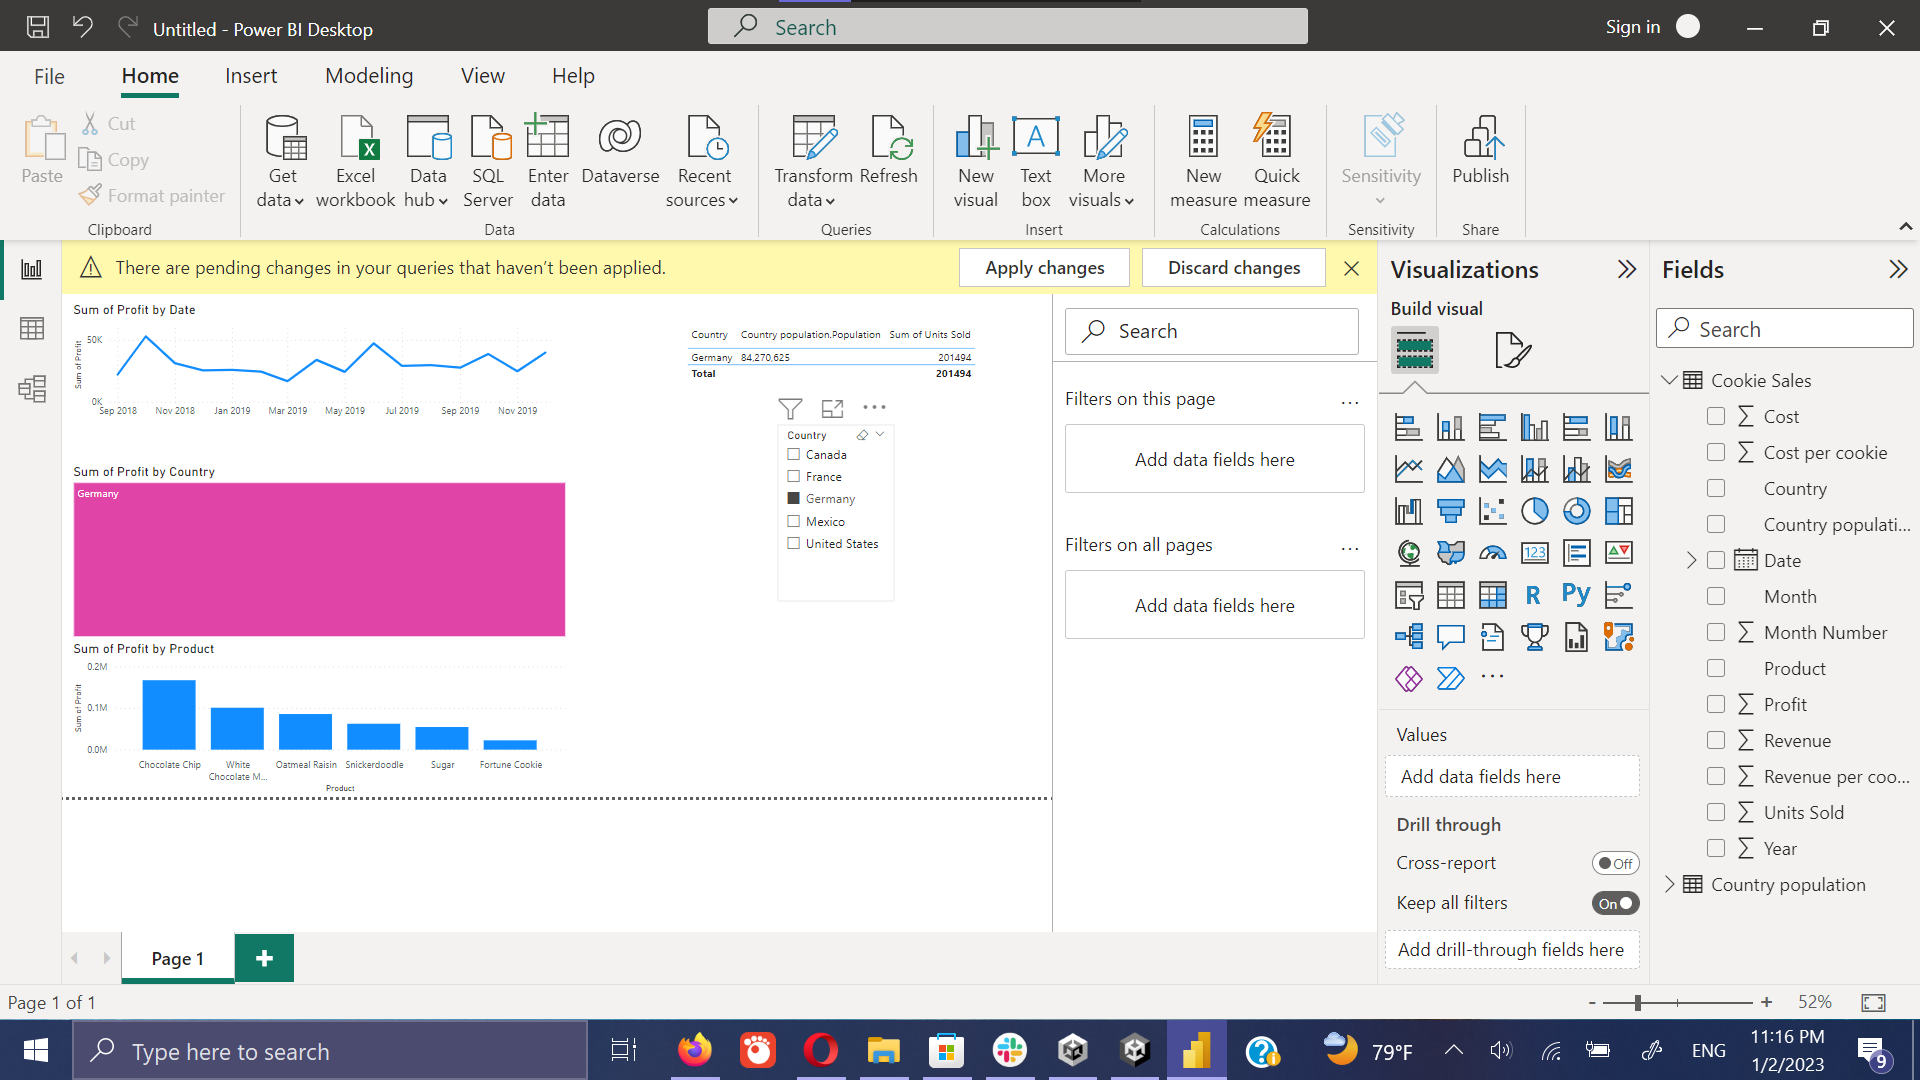 Untitled - Power BI Desktop
Search
Sign in
File
Home
Insert
Modeling
View
Help
Paste
Cut
Copy
Format painter
Clipboard
Get data
Excel workbook
Data hub
SQL Server
Enter data
Dataverse
Recent sources
Data
Transform data
Refresh
Queries
New visual
Text box
More visuals
Insert
New measure
Quick measure
Calculations
Sensitivity
Sensitivity
Publish
Share
There are pending changes in your queries that haven't been applied.
Apply changes
Discard changes
Sum of Profit by Date
Sum of Profit
50K
0K
Sep 2018 Nov 2018 Jan 2019 Mar 2019 May 2019 Jul 2019 Sep 2019 Nov 2019
Country Country population.Population Sum of Units Sold
Germany 84,270,625 201494
Total 201494
Country
Canada
France
Germany
Mexico
United States
Sum of Profit by Country
Germany
Sum of Profit by Product
Sum of Profit
0.2M
0.1M
0.0M
Chocolate Chip
White Chocolate M...
Oatmeal Raisin
Snickerdoodle
Sugar
Fortune Cookie
Product
Search
Filters on this page
...
Add data fields here
Filters on all pages
...
Add data fields here
Visualizations
Build visual
123
R
Py
...
Values
Add data fields here
Drill through
Cross-report
Off
Keep all filters
On
Add drill-through fields here
Fields
Search
Cookie Sales
Cost
Cost per cookie
Country
Country populati...
Date
Month
Month Number
Product
Profit
Revenue
Revenue per coo...
Units Sold
Year
Country population
Page 1
Page 1 of 1
52%
Type here to search
79°F
ENG
11:16 PM
1/2/2023
9